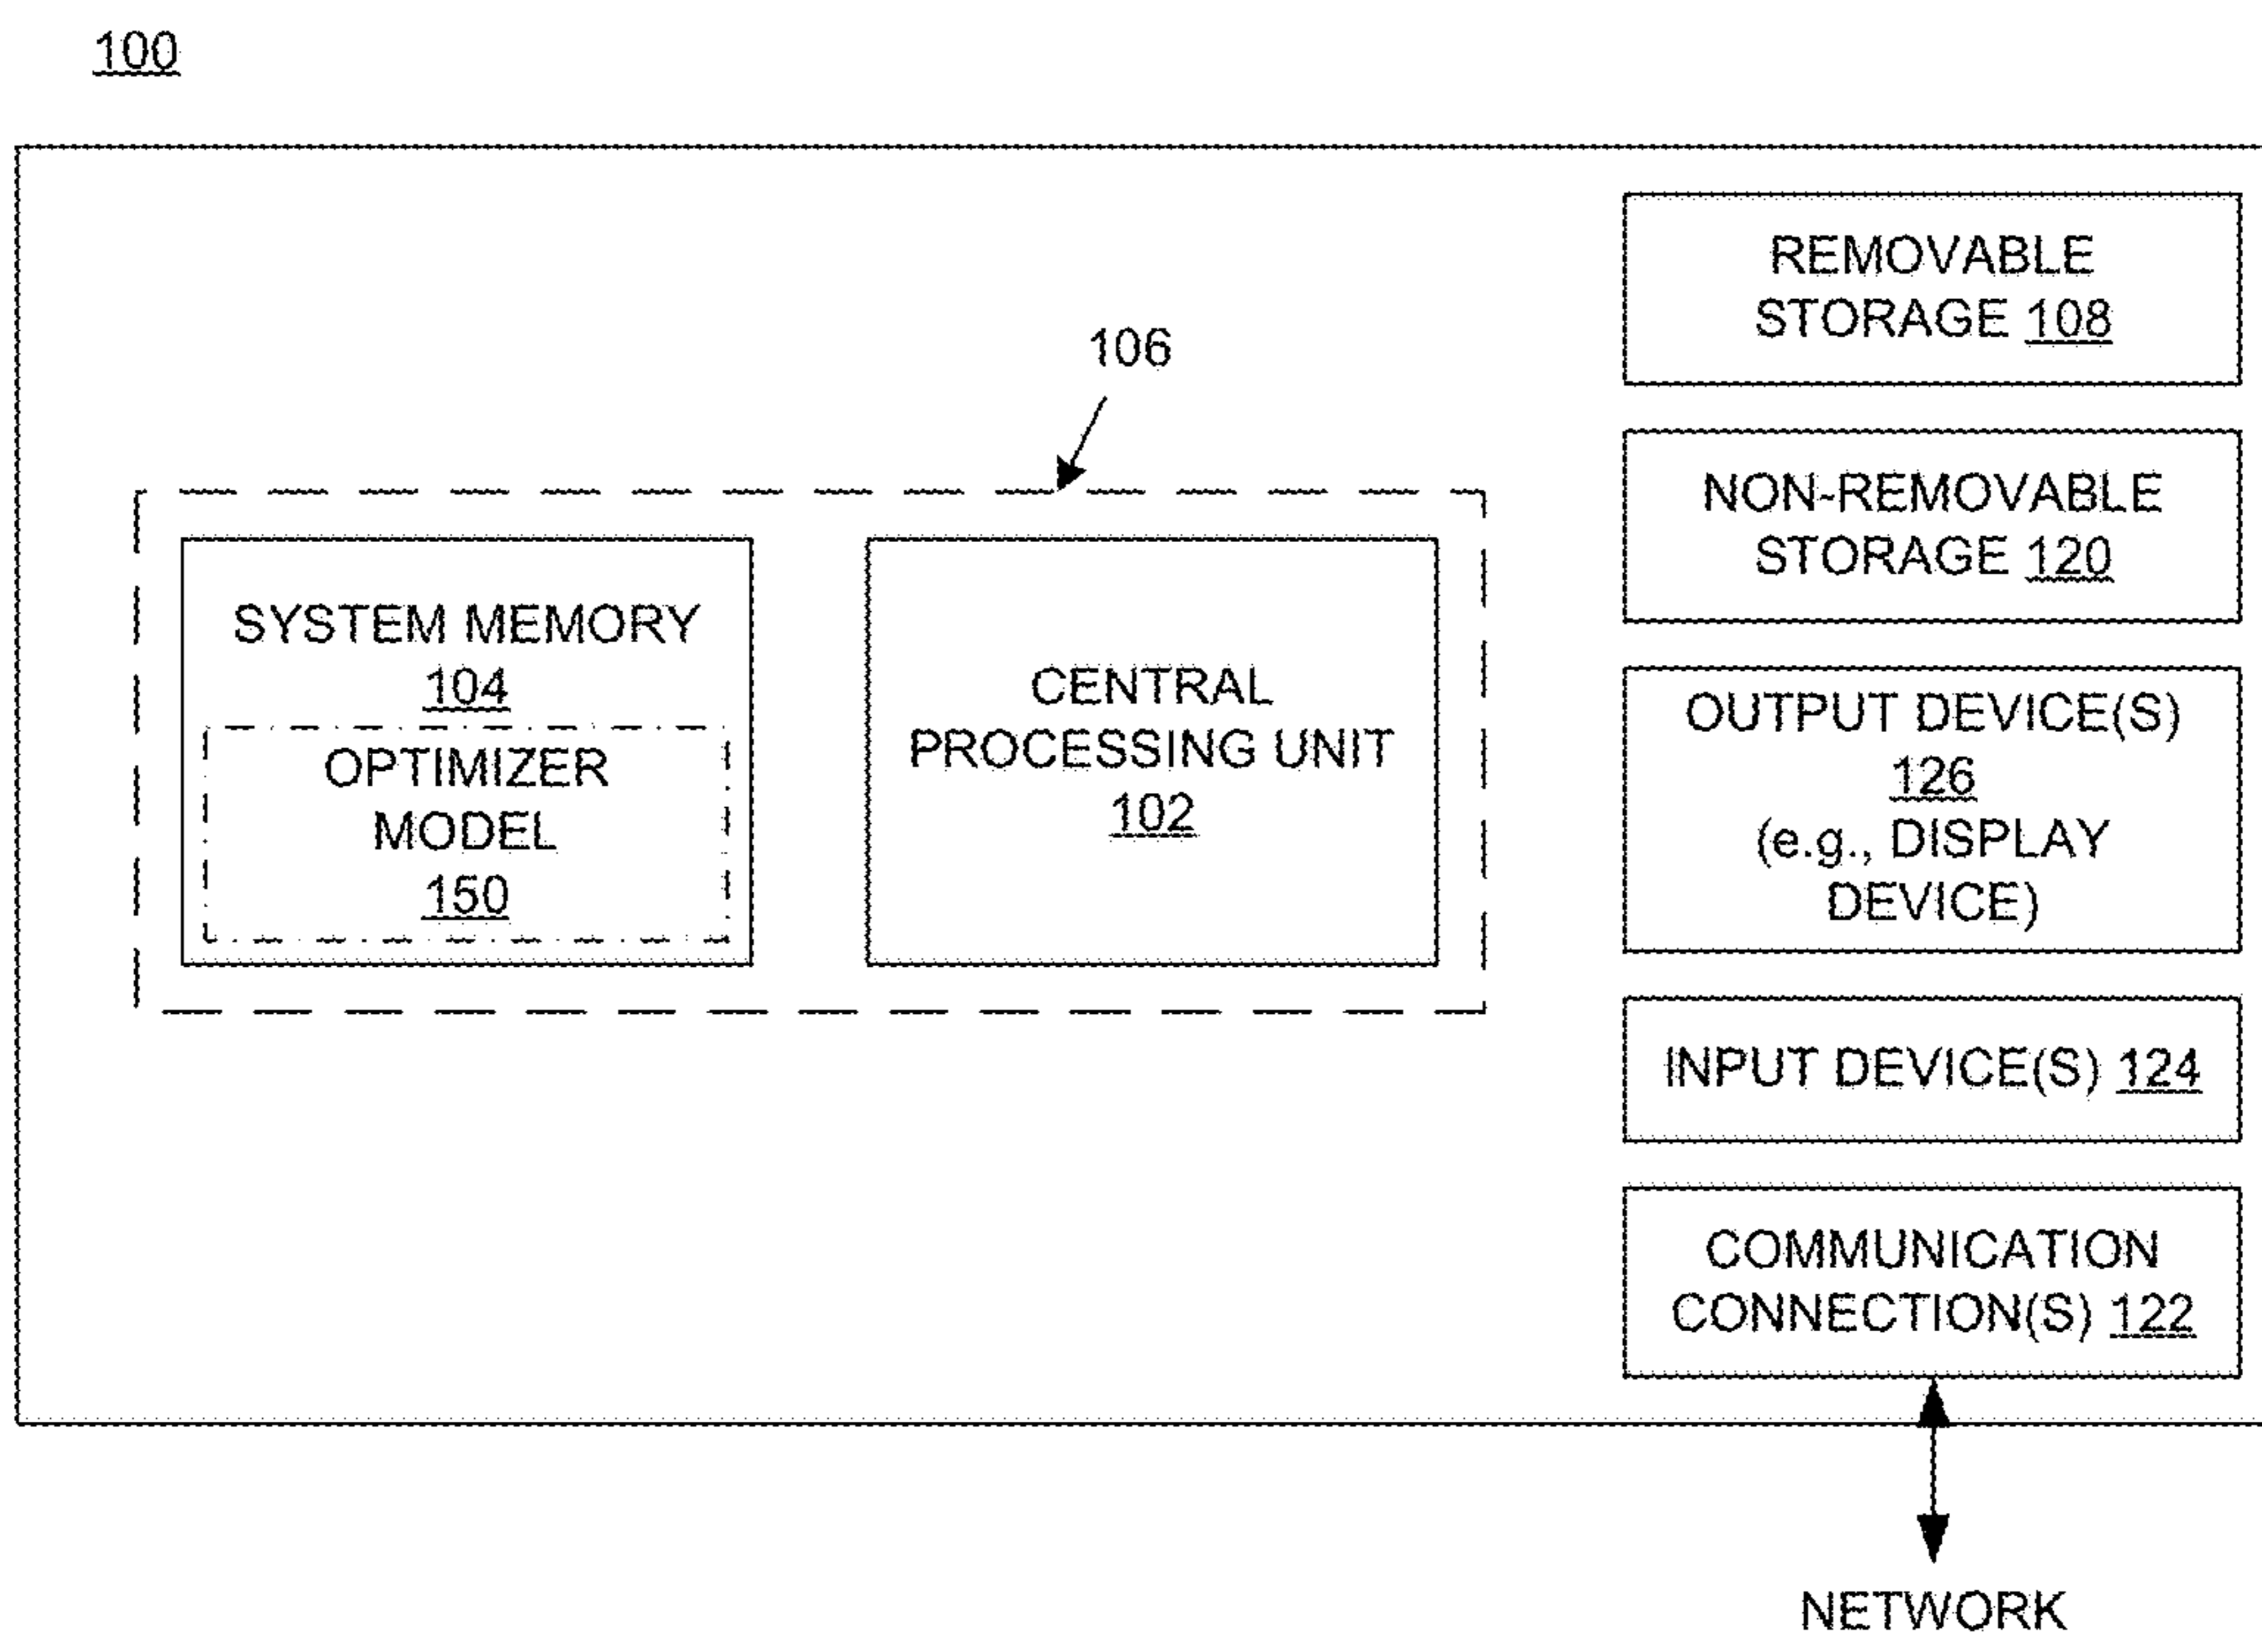 100
106
SYSTEM MEMORY
104
OPTIMIZER
MODEL
150
CENTRAL
PROCESSING UNIT
102
REMOVABLE
STORAGE 108
NON-REMOVABLE
STORAGE 120
OUTPUT DEVICE(S)
126
(e.g., DISPLAY
DEVICE)
INPUT DEVICE(S) 124
COMMUNICATION
CONNECTION(S) 122
NETWORK